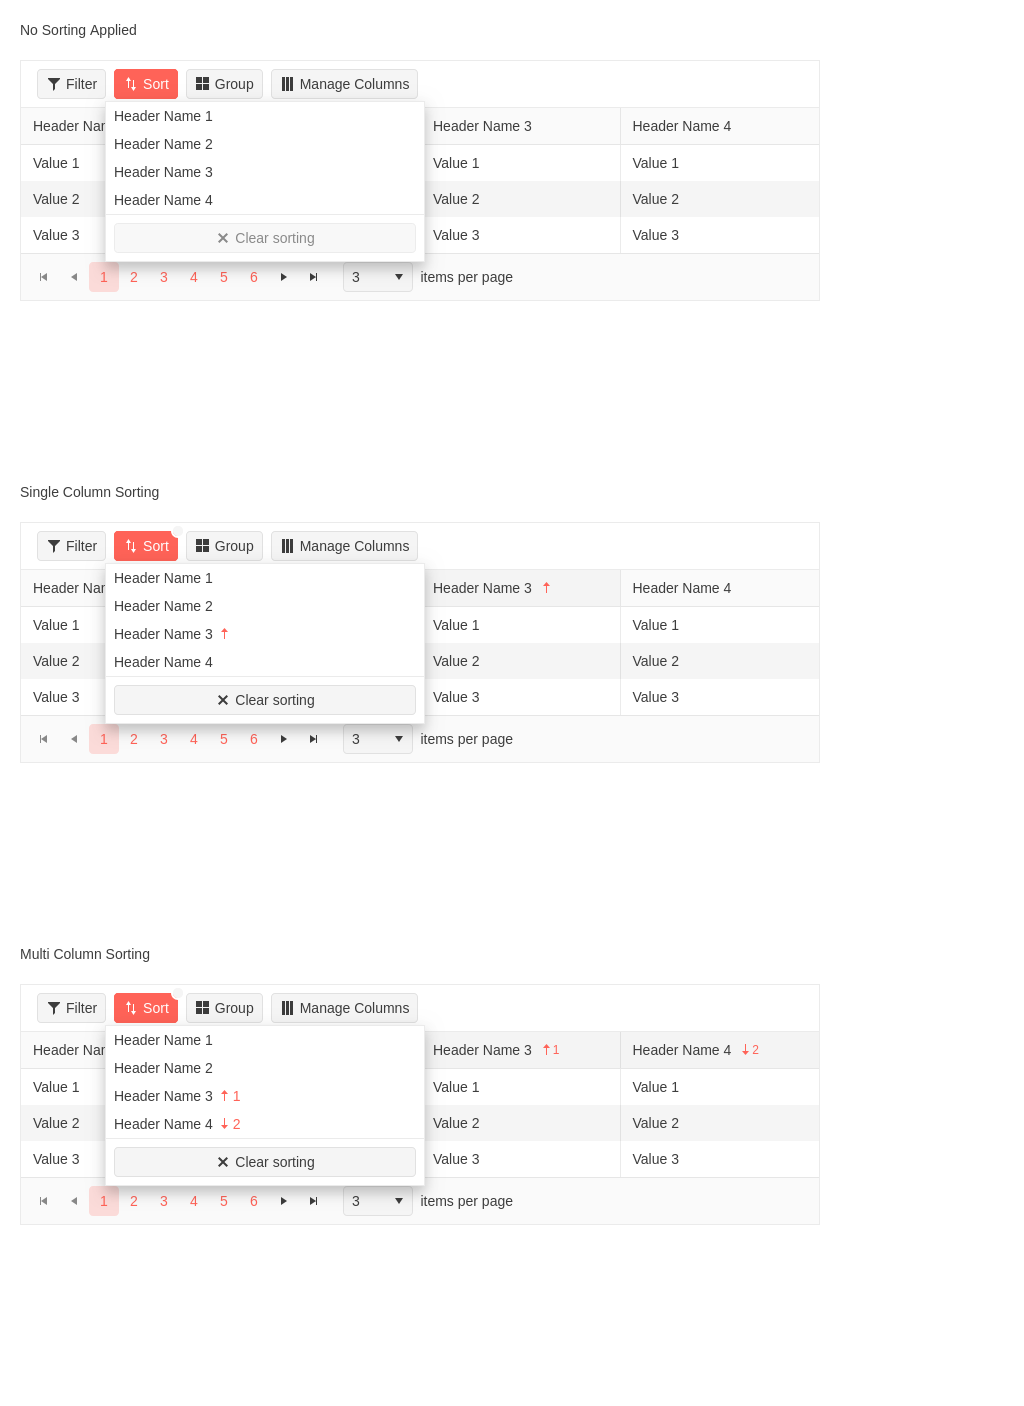 No Sorting Applied
Filter Sort Group Manage Columns
Header Name 1
Header Nar Header Name 3 Header Name 4
Header Name 2
Value 1 Header Name 3 Value 1 Value 1
Value 2 Header Name 4 Value 2 Value 2
Value 3 Clear sorting Value 3 Value 3
1 2 3 4 5 6 3 items per page
Single Column Sorting
Filter Sort Group Manage Columns
Header Name 1
Header Nar Header Name 3 Header Name 4
Header Name 2
Value 1 Header Name 3 Value 1 Value 1
Value 2 Header Name 4 Value 2 Value 2
Value 3 Clear sorting Value 3 Value 3
1 2 3 4 5 6 3 items per page
Multi Column Sorting
Filter Sort Group Manage Columns
Header Name 1
Header Nar Header Name 3 1 Header Name 4 2
Header Name 2
Value 1 Header Name 3 1 Value 1 Value 1
Value 2 Header Name 4 2 Value 2 Value 2
Value 3 Clear sorting Value 3 Value 3
1 2 3 4 5 6 3 items per page